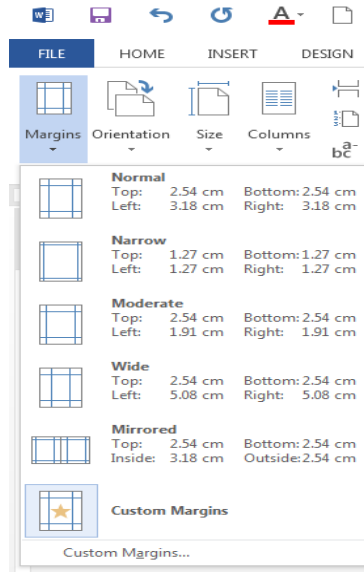 FILE HOME INSERT DESIGN
Margins Orientation Size Columns
Normal
Top: 2.54 cm Bottom: 2.54 cm
Left: 3.18 cm Right: 3.18 cm
Narrow
Top: 1.27 cm Bottom: 1.27 cm
Left: 1.27 cm Right: 1.27 cm
Moderate
Top: 2.54 cm Bottom: 2.54 cm
Left: 1.91 cm Right: 1.91 cm
Wide
Top: 2.54 cm Bottom: 2.54 cm
Left: 5.08 cm Right: 5.08 cm
Mirrored
Top: 2.54 cm Bottom: 2.54 cm
Inside: 3.18 cm Outside: 2.54 cm
Custom Margins
Custom Margins...